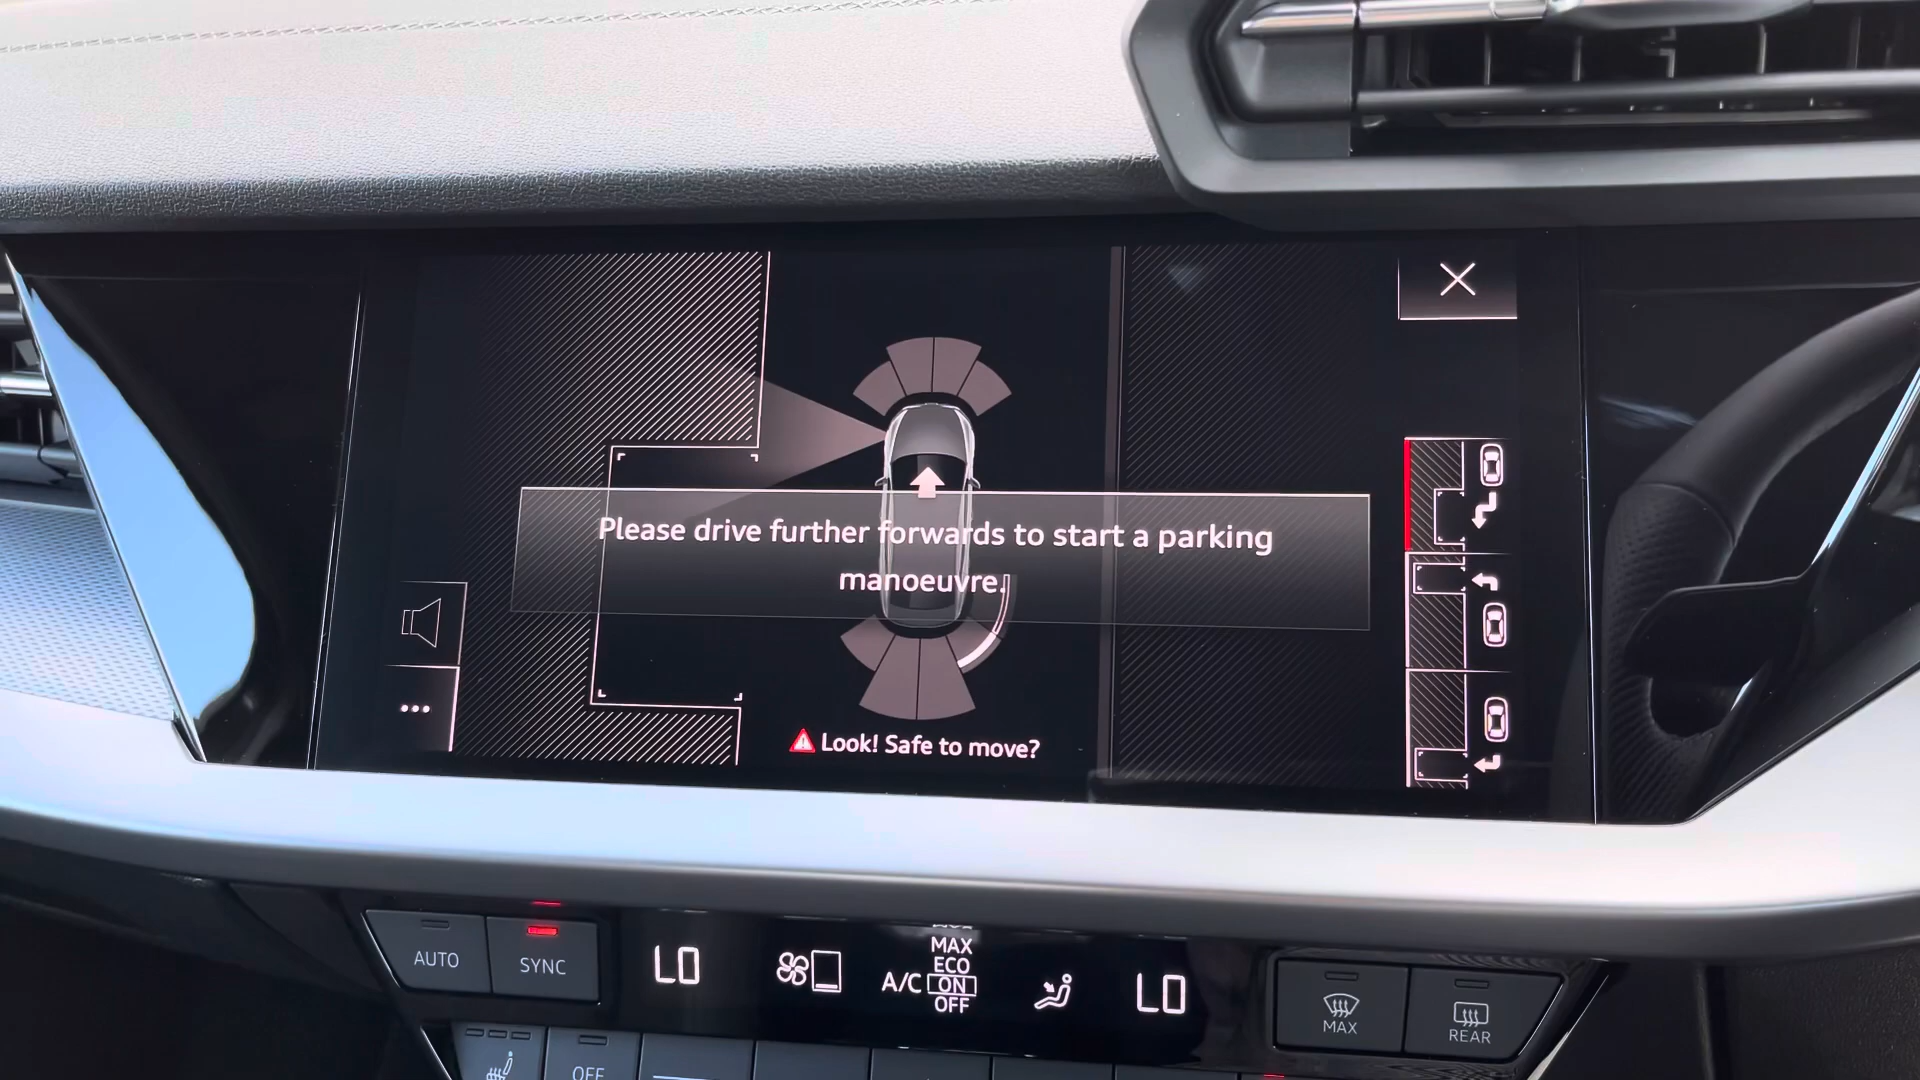 Please drive further forwards to start a parking
manoeuvre.
Look! Safe to move?
AUTO
SYNC
LO
A/C
MAX
ECO
ON
OFF
LO
MAX
REAR
OFF